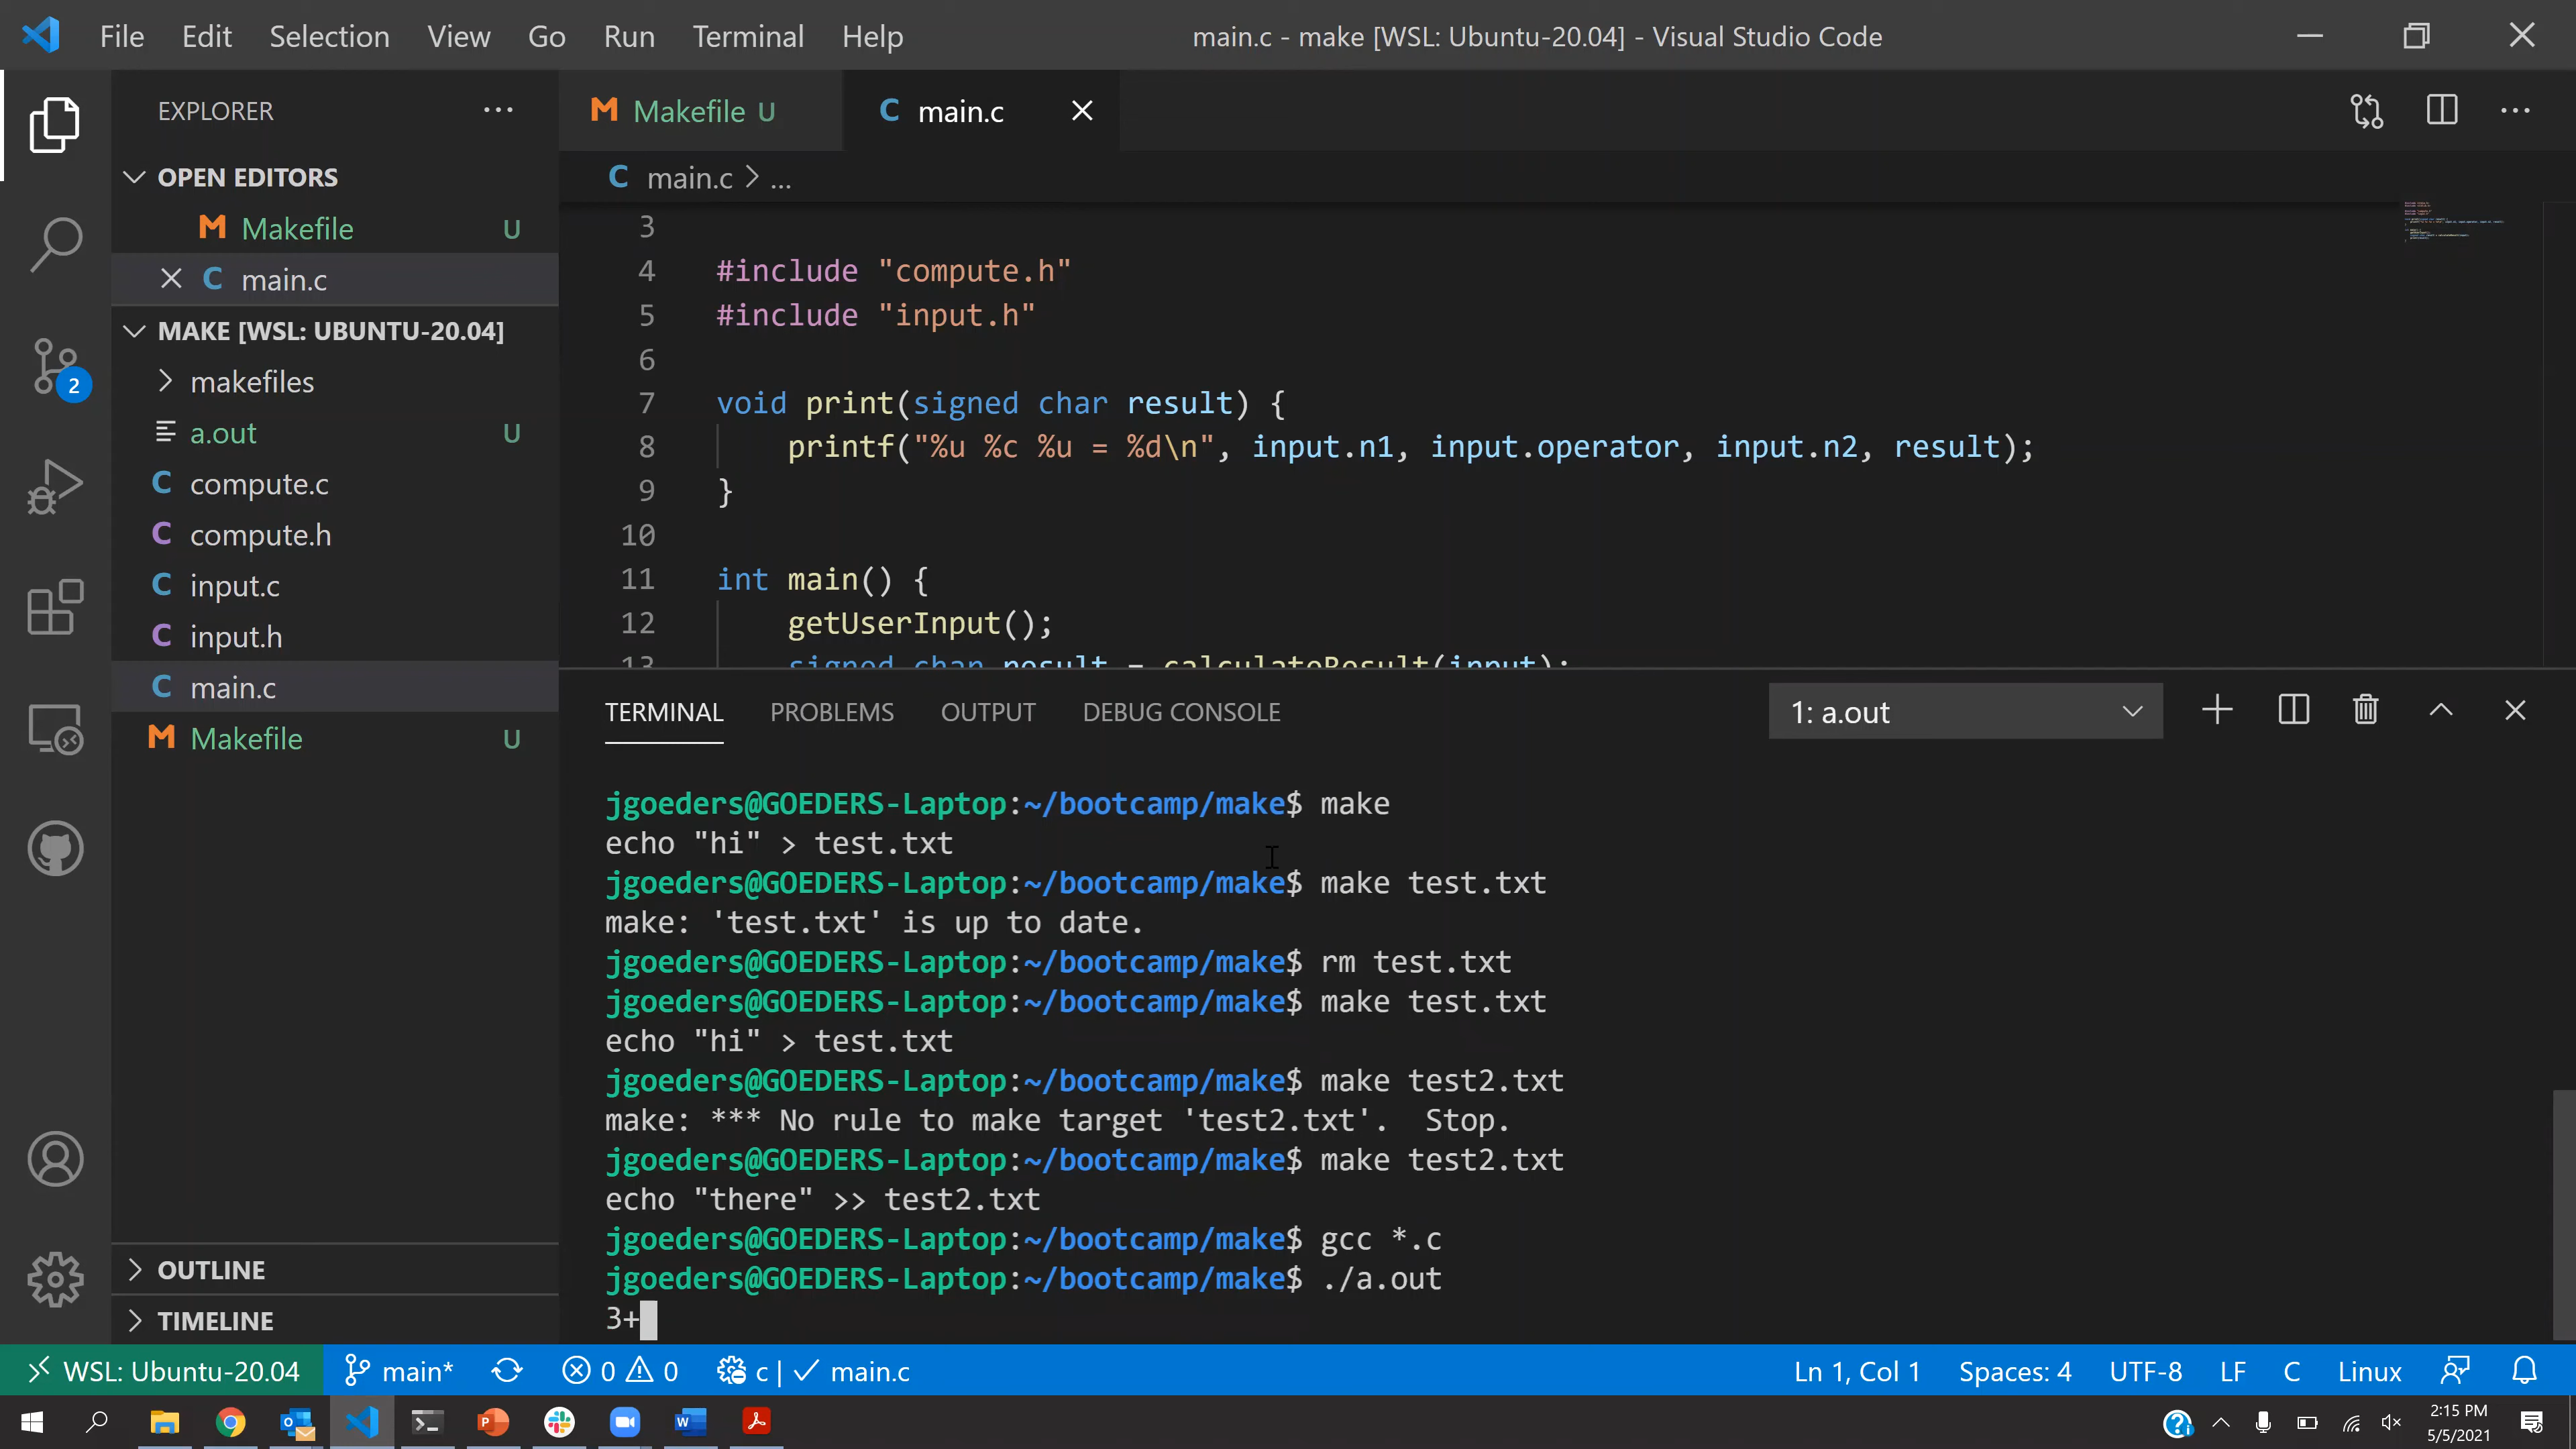 File Edit Selection View Go Run Terminal Help main.c - make [WSL: Ubuntu-20.04] - Visual Studio Code
EXPLORER ...
OPEN EDITORS
M Makefile U
C main.c
MAKE [WSL: UBUNTU-20.04]
makefiles
a.out U
C compute.c
C compute.h
C input.c
C input.h
C main.c
M Makefile U
OUTLINE
TIMELINE
2
M Makefile U C main.c
C main.c > ...
3
4 #include "compute.h"
5 #include "input.h"
6
7 void print(signed char result) {
8 printf("%u %c %u = %d\n", input.n1, input.operator, input.n2, result);
9 }
10
11 int main() {
12 getUserInput();
13 signed char result = calculateResult(input);
TERMINAL PROBLEMS OUTPUT DEBUG CONSOLE 1: a.out
jgoeders@GOEDERS-Laptop:~/bootcamp/make$ make
echo "hi" > test.txt
jgoeders@GOEDERS-Laptop:~/bootcamp/make$ make test.txt
make: 'test.txt' is up to date.
jgoeders@GOEDERS-Laptop:~/bootcamp/make$ rm test.txt
jgoeders@GOEDERS-Laptop:~/bootcamp/make$ make test.txt
echo "hi" > test.txt
jgoeders@GOEDERS-Laptop:~/bootcamp/make$ make test2.txt
make: *** No rule to make target 'test2.txt'.  Stop.
jgoeders@GOEDERS-Laptop:~/bootcamp/make$ make test2.txt
echo "there" >> test2.txt
jgoeders@GOEDERS-Laptop:~/bootcamp/make$ gcc *.c
jgoeders@GOEDERS-Laptop:~/bootcamp/make$ ./a.out
3+
WSL: Ubuntu-20.04 main* 0 0 c | ✓ main.c Ln 1, Col 1 Spaces: 4 UTF-8 LF C Linux
2:15 PM
5/5/2021